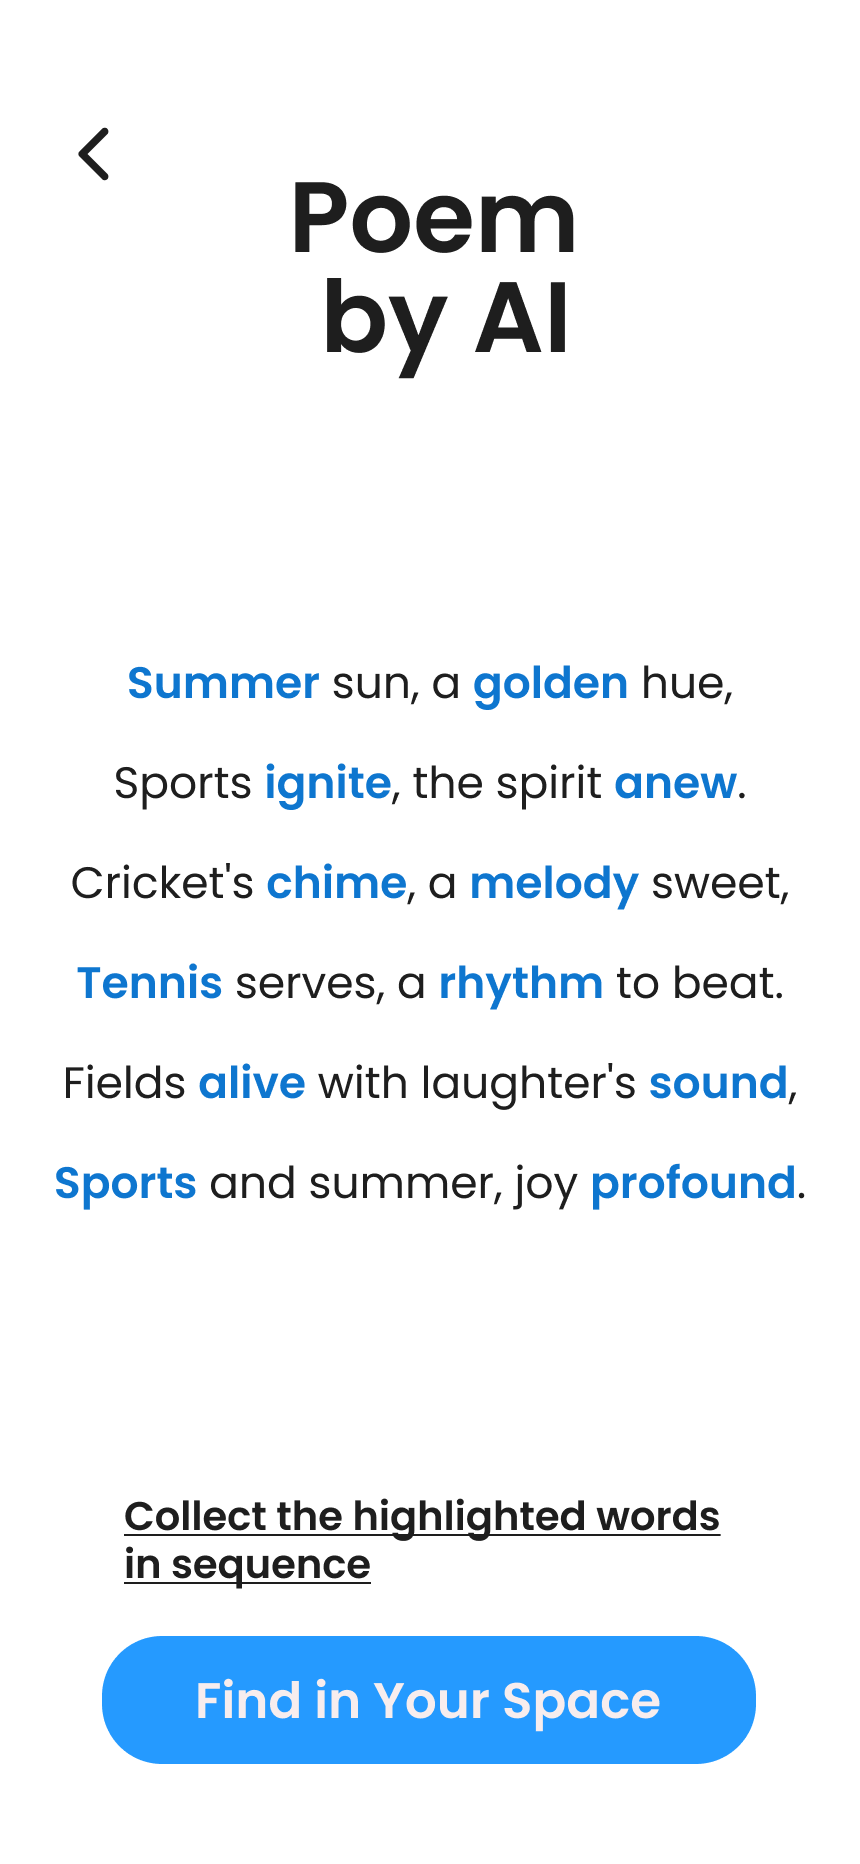 Poem
by AI
Summer sun, a golden hue,
Sports ignite, the spirit anew.
Cricket's chime, a melody sweet,
Tennis serves, a rhythm to beat.
Fields alive with laughter's sound,
Sports and summer, joy profound.
Collect the highlighted words
in sequence
Find in Your Space